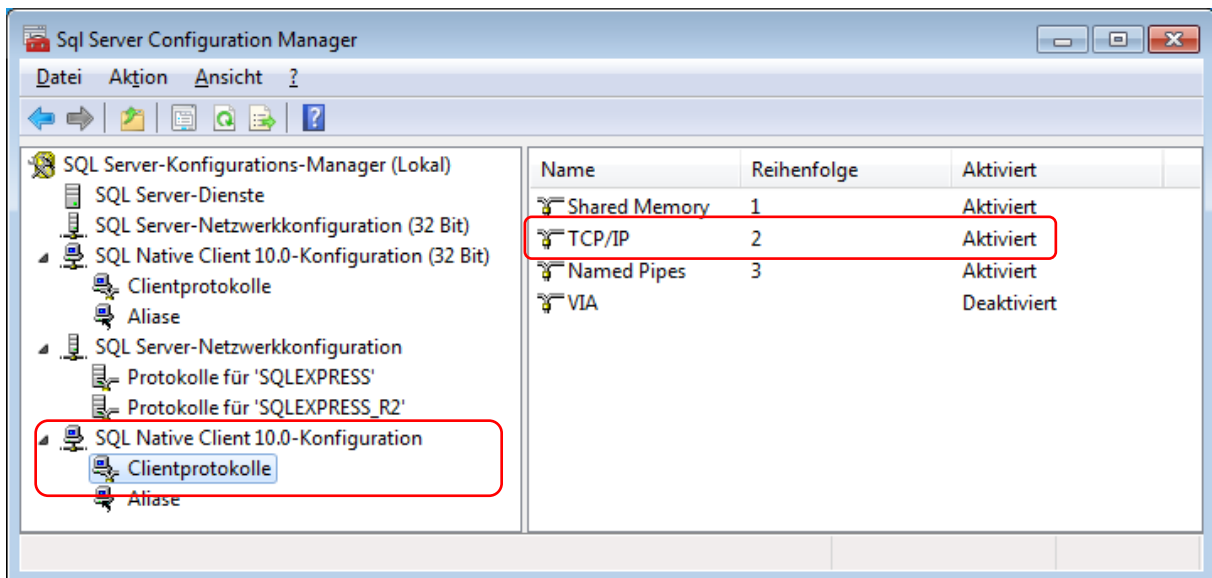 Sql Server Configuration Manager
Datei Aktion Ansicht ?
?
SQL Server-Konfigurations-Manager (Lokal)
SQL Server-Dienste
SQL Server-Netzwerkkonfiguration (32 Bit)
SQL Native Client 10.0-Konfiguration (32 Bit)
Clientprotokolle
Aliase
SQL Server-Netzwerkkonfiguration
Protokolle für 'SQLEXPRESS'
Protokolle für 'SQLEXPRESS_R2'
SQL Native Client 10.0-Konfiguration
Clientprotokolle
Aliase
Name Reihenfolge Aktiviert
Shared Memory 1 Aktiviert
TCP/IP 2 Aktiviert
Named Pipes 3 Aktiviert
VIA Deaktiviert